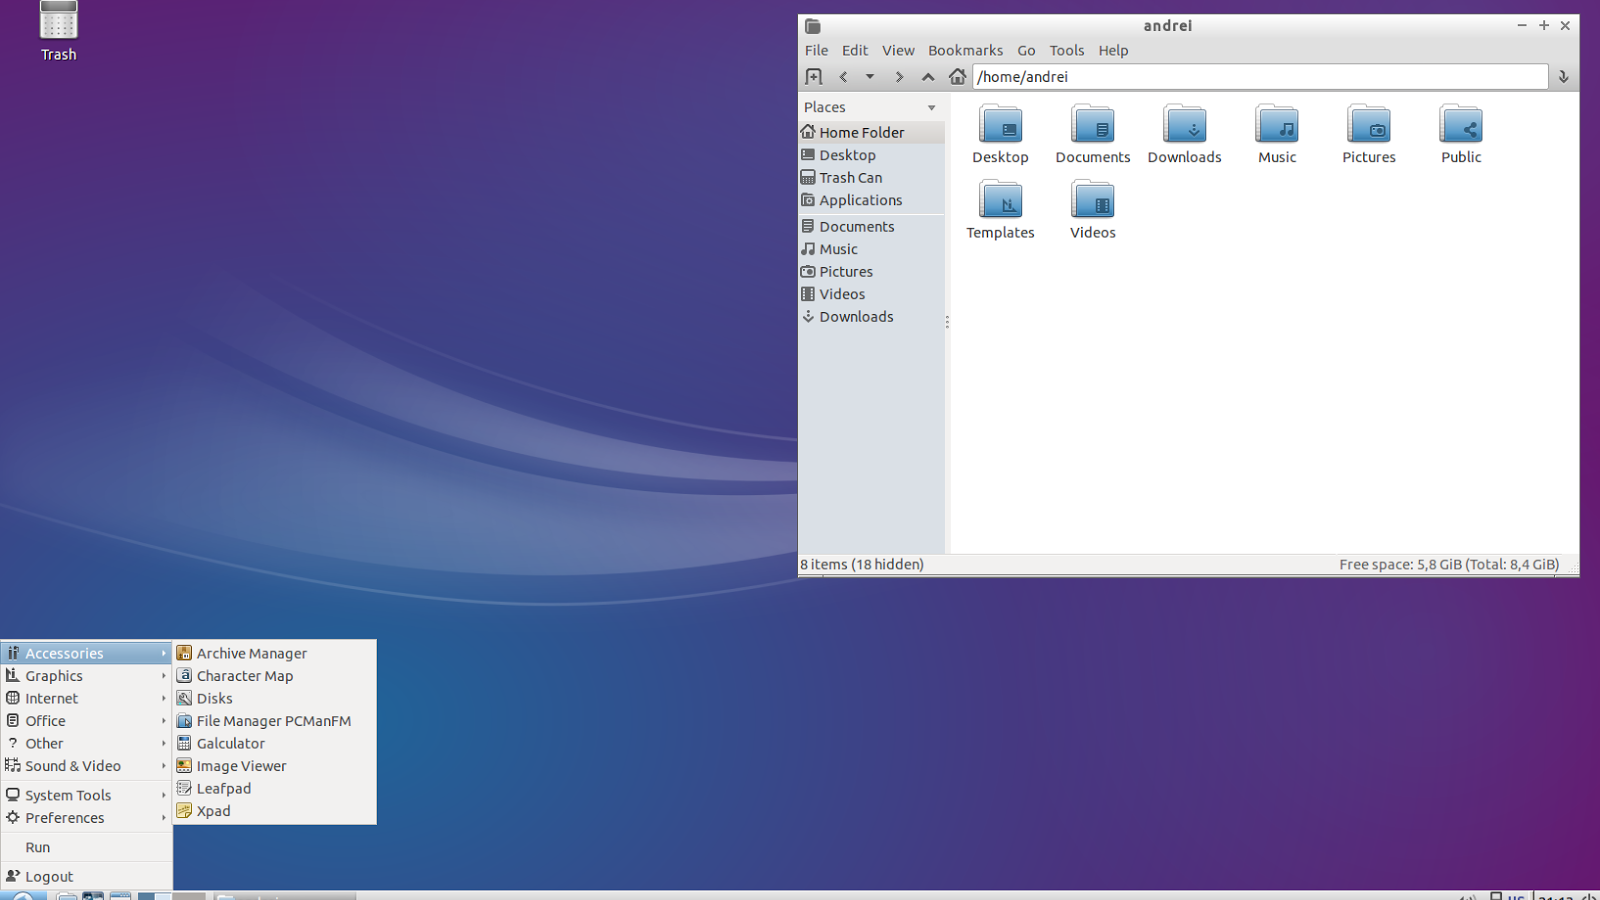 Trash
andrei
File Edit View Bookmarks Go Tools Help
/home/andrei
Places
Home Folder
Desktop
Trash Can
Applications
Documents
Music
Pictures
Videos
Downloads
Desktop Documents Downloads Music Pictures Public
Templates Videos
8 items (18 hidden) Free space: 5,8 GiB (Total: 8,4 GiB)
Accessories
Graphics
Internet
Office
Other
Sound & Video
System Tools
Preferences
Run
Logout
Archive Manager
Character Map
Disks
File Manager PCManFM
Galculator
Image Viewer
Leafpad
Xpad